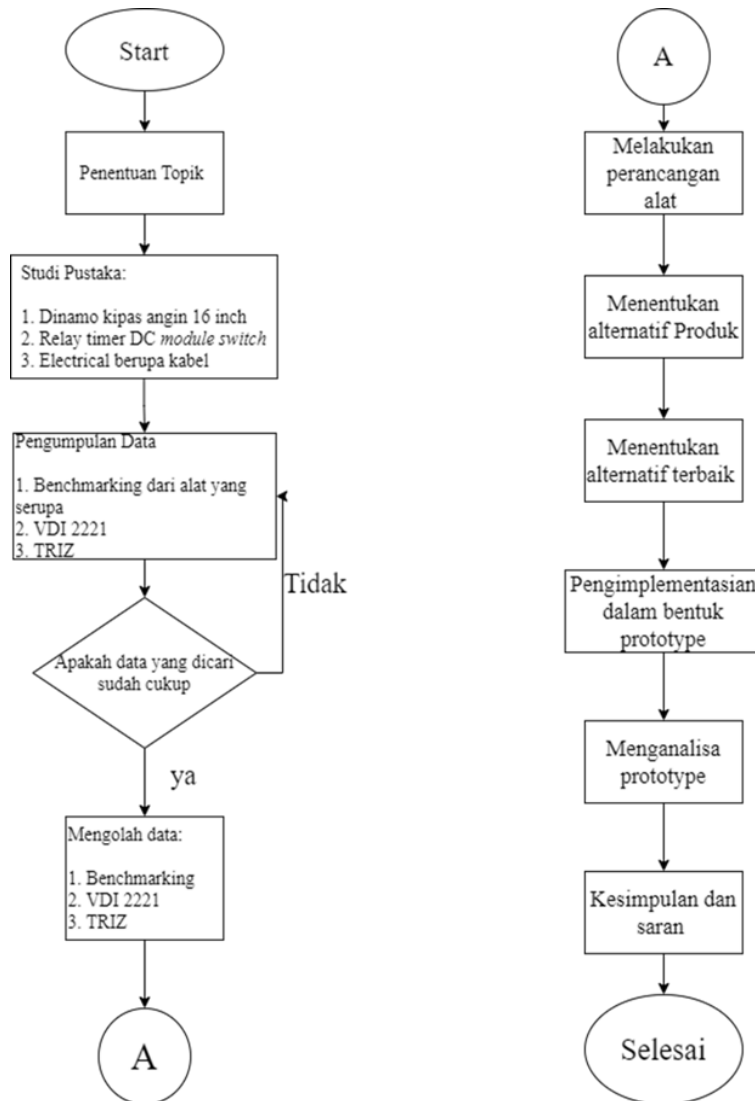 Start
Penentuan Topik
Studi Pustaka:
1. Dinamo kipas angin 16 inch
2. Relay timer DC module switch
3. Electrical berupa kabel
Pengumpulan Data
1. Benchmarking dari alat yang
serupa
2. VDI 2221
3. TRIZ
Tidak
Apakah data yang dicari
sudah cukup
ya
Mengolah data:
1. Benchmarking
2. VDI 2221
3. TRIZ
A
A
Melakukan
perancangan
alat
Menentukan
alternatif Produk
Menentukan
alternatif terbaik
Pengimplementasian
dalam bentuk
prototype
Menganalisa
prototype
Kesimpulan dan
saran
Selesai